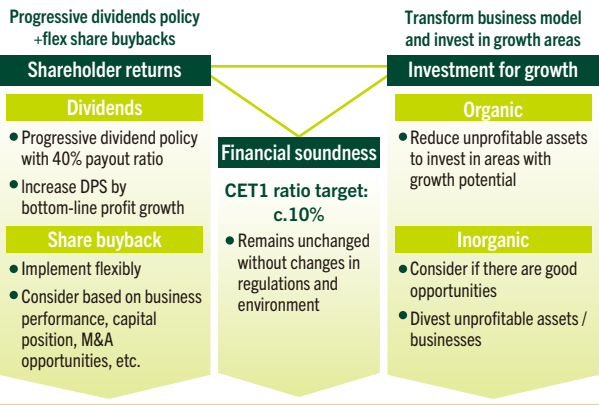 Progressive dividends policy
+flex share buybacks
Shareholder returns
Dividends
• Progressive dividend policy
with 40% payout ratio
• Increase DPS by
bottom-line profit growth
Share buyback
• Implement flexibly
• Consider based on business
performance, capital
position, M&A
opportunities, etc.
Financial soundness
CET1 ratio target:
c.10%
• Remains unchanged
without changes in
regulations and
environment
Transform business model
and invest in growth areas
Investment for growth
Organic
• Reduce unprofitable assets
to invest in areas with
growth potential
Inorganic
• Consider if there are good
opportunities
• Divest unprofitable assets /
businesses